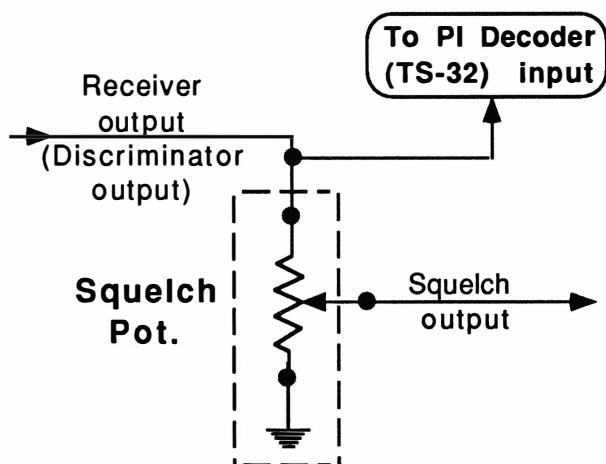 To PI Decoder
(TS-32) input
Receiver
output
(Discriminator
output)
Squelch
Pot.
Squelch
output